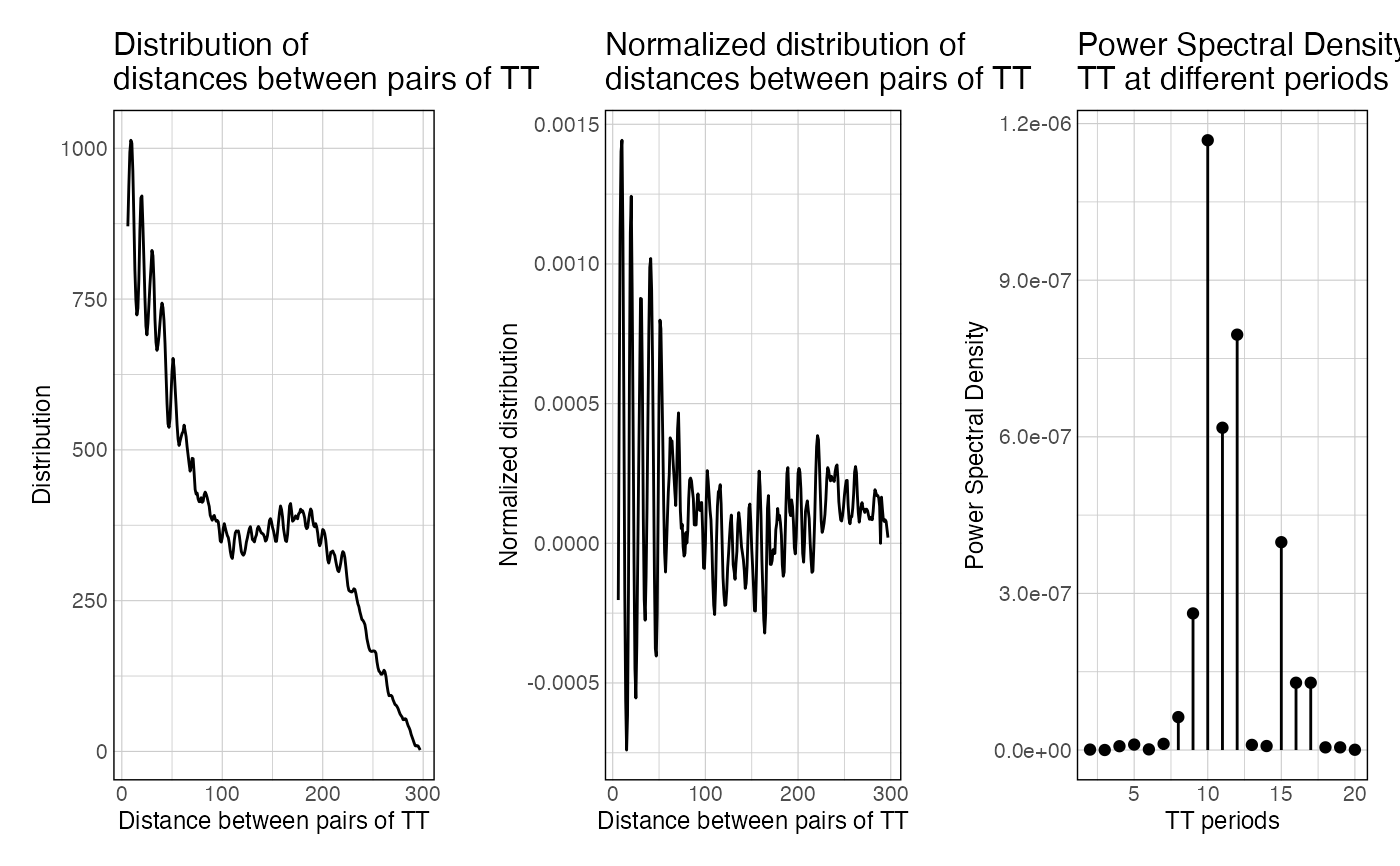 Distribution of
distances between pairs of TT
Normalized distribution of
distances between pairs of TT
Power Spectral Density
TT at different periods
Distribution
1000
750
500
250
0
0 100 200 300
Distance between pairs of TT
Normalized distribution
0.0015
0.0010
0.0005
0.0000
-0.0005
0 100 200 300
Distance between pairs of TT
Power Spectral Density
1.2e-06
9.0e-07
6.0e-07
3.0e-07
0.0e+00
5 10 15 20
TT periods